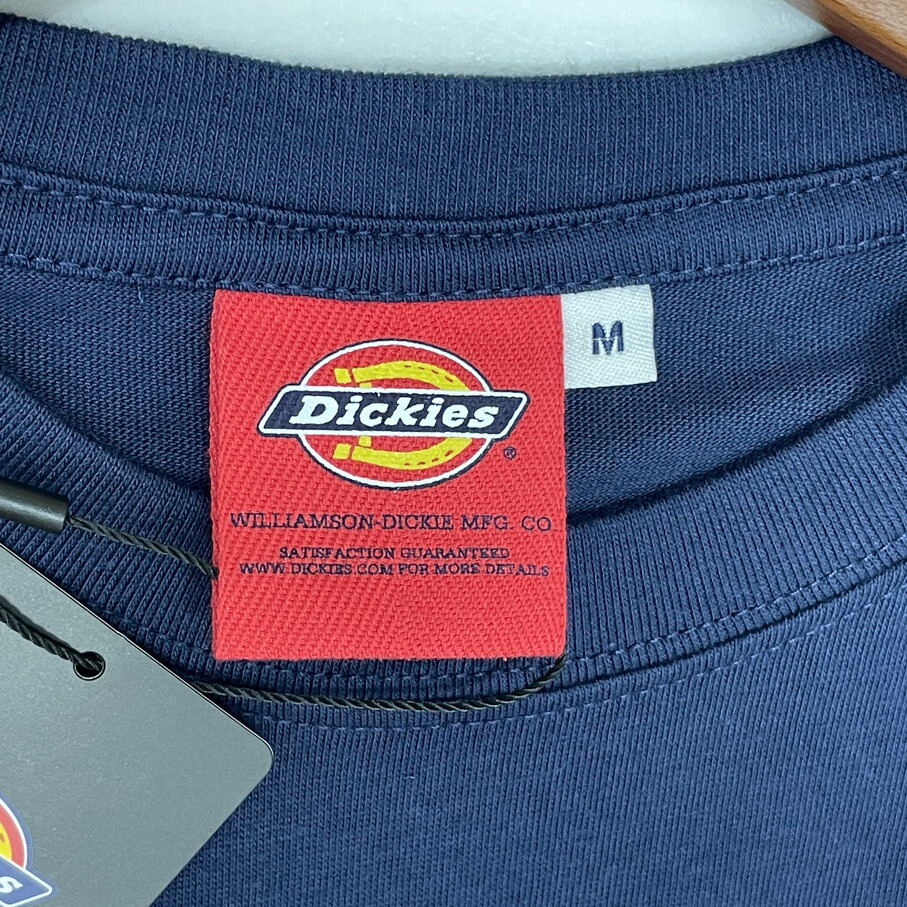 M
Dickies
®
WILLIAMSON-DICKIE MFG. CO
SATISFACTION GUARANTEED
WWW.DICKIES.COM FOR MORE DETAILS
s